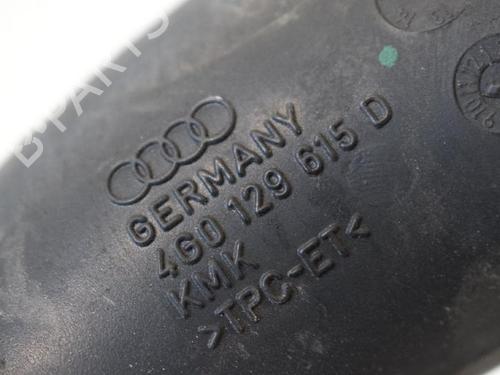 B-PARTS
GERMANY
4G0 129 615 D
KMK
>TPC-ET<